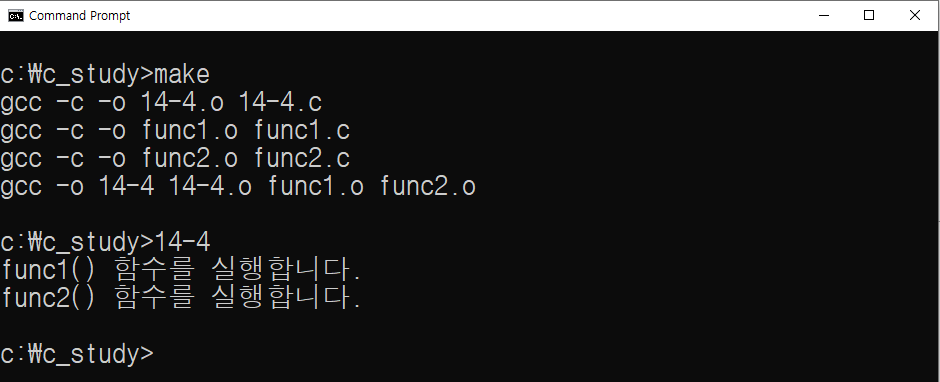 Command Prompt
c:₩c_study>make
gcc -c -o 14-4.o 14-4.c
gcc -c -o func1.o func1.c
gcc -c -o func2.o func2.c
gcc -o 14-4 14-4.o func1.o func2.o
c:₩c_study>14-4
func1() 함수를 실행합니다.
func2() 함수를 실행합니다.
c:₩c_study>